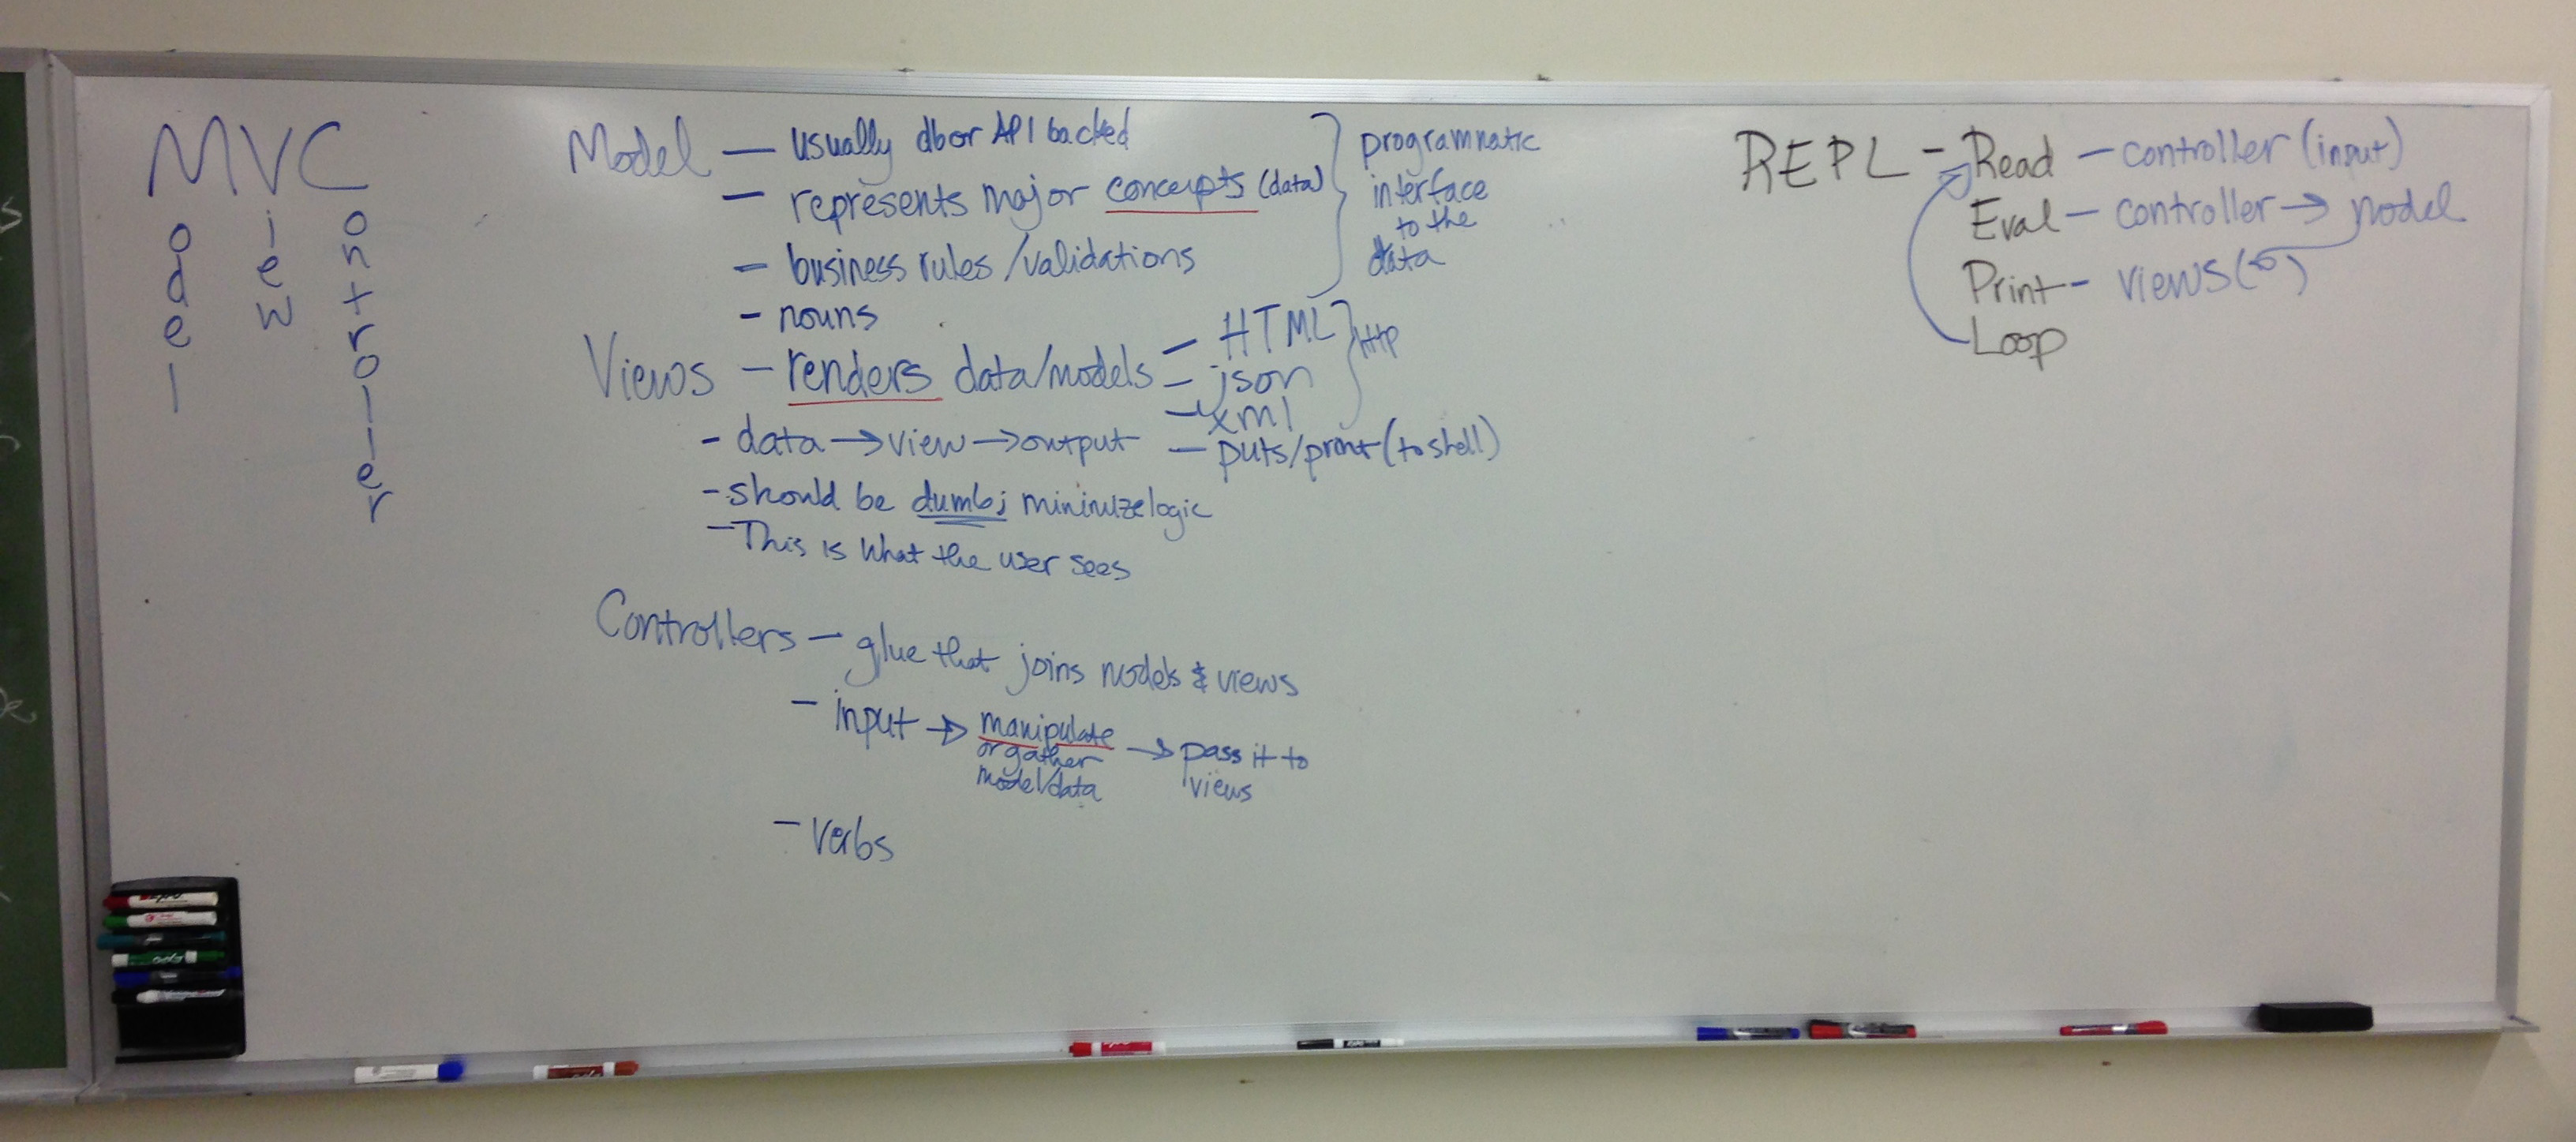 MVC
odel
iew
ontroller
Model — usually db or API backed
— represents major concepts (data)
— business rules/validations
— nouns
} programmatic
interface
to the
data
Views — renders data/models — HTML
— json
— xml
} http
- data → view → output — puts/print (to shell)
- should be dumb; minimize logic
- This is what the user sees
Controllers — glue that joins models & views
— input → manipulate → pass it to
or gather
model/data
views
— verbs
REPL - Read — controller (input)
Eval — controller → model
Print - views( )
Loop